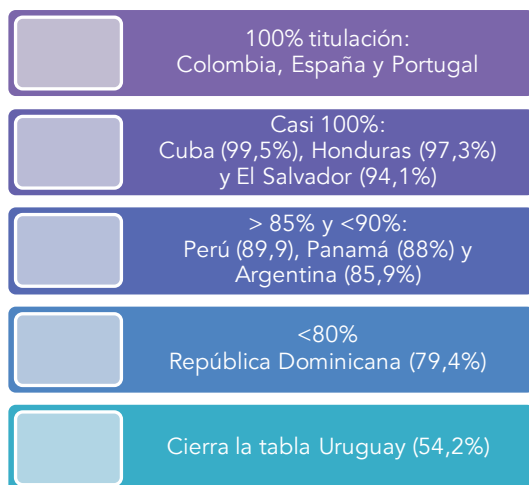 100% titulación:
Colombia, España y Portugal
Casi 100%:
Cuba (99,5%), Honduras (97,3%)
y El Salvador (94,1%)
> 85% y <90%:
Perú (89,9), Panamá (88%) y
Argentina (85,9%)
<80%
República Dominicana (79,4%)
Cierra la tabla Uruguay (54,2%)